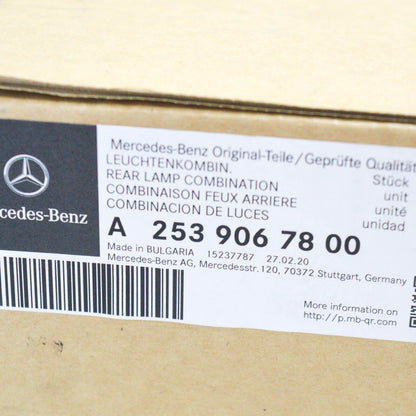 Mercedes-Benz Original-Teile/Geprüfte Qualität
LEUCHTENKOMBIN.
REAR LAMP COMBINATION
COMBINAISON FEUX ARRIERE
COMBINACION DE LUCES
Stück
unit
unité
unidad
cedes-Benz
A 253 906 78 00
Made in BULGARIA 15237787 27.02.20
Mercedes-Benz AG, Mercedesstr.120, 70372 Stuttgart, Germany
More information on
http://p.mb-qr.com/